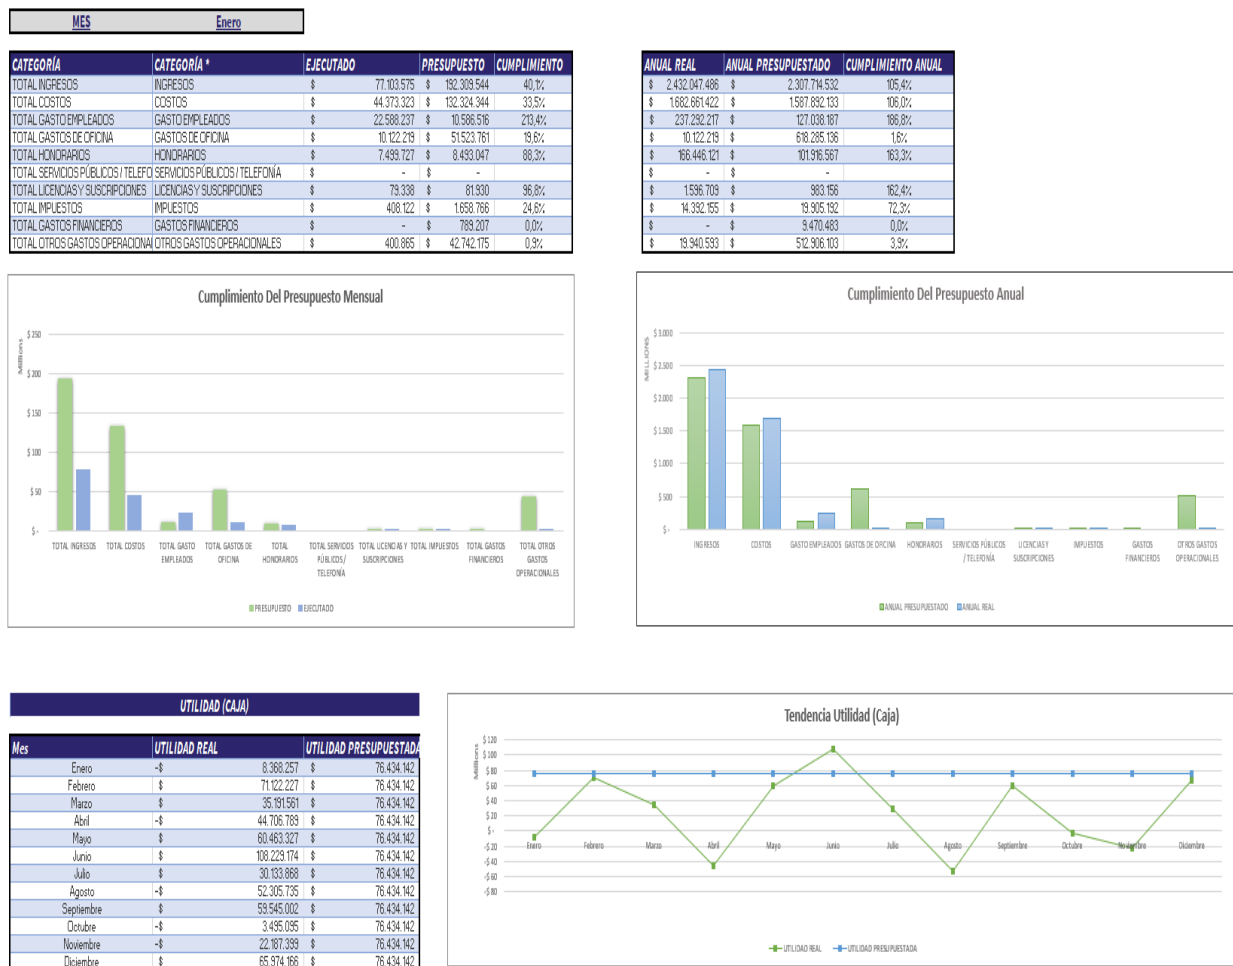 MES Enero
CATEGORÍA CATEGORÍA * EJECUTADO PRESUPUESTO CUMPLIMIENTO
TOTAL INGRESOS INGRESOS $ 77.103.575 $ 192.309.544 40,1%
TOTAL COSTOS COSTOS $ 44.373.323 $ 132.324.344 33,5%
TOTAL GASTO EMPLEADOS GASTO EMPLEADOS $ 22.588.237 $ 10.586.516 213,4%
TOTAL GASTOS DE OFICINA GASTOS DE OFICINA $ 10.122.219 $ 51.523.761 19,6%
TOTAL HONORARIOS HONORARIOS $ 7.499.727 $ 8.493.047 88,3%
TOTAL SERVICIOS PÚBLICOS / TELEFO SERVICIOS PÚBLICOS / TELEFONÍA $ - $ -
TOTAL LICENCIAS Y SUSCRIPCIONES LICENCIAS Y SUSCRIPCIONES $ 79.338 $ 81.930 96,8%
TOTAL IMPUESTOS IMPUESTOS $ 408.122 $ 1.658.766 24,6%
TOTAL GASTOS FINANCIEROS GASTOS FINANCIEROS $ - $ 789.207 0,0%
TOTAL OTROS GASTOS OPERACIONA OTROS GASTOS OPERACIONALES $ 400.865 $ 42.742.175 0,9%
ANUAL REAL ANUAL PRESUPUESTADO CUMPLIMIENTO ANUAL
$ 2.432.047.486 $ 2.307.714.532 105,4%
$ 1.682.661.422 $ 1.587.892.133 106,0%
$ 237.292.217 $ 127.038.187 186,8%
$ 10.122.219 $ 618.285.136 1,6%
$ 166.446.121 $ 101.916.567 163,3%
$ - $ -
$ 1.596.709 $ 983.156 162,4%
$ 14.392.155 $ 19.905.192 72,3%
$ - $ 9.470.483 0,0%
$ 19.940.593 $ 512.906.103 3,9%
Cumplimiento Del Presupuesto Mensual
Millions
$ 250
$ 200
$ 150
$ 100
$ 50
$ -
TOTAL INGRESOS TOTAL COSTOS TOTAL GASTO EMPLEADOS TOTAL GASTOS DE OFICINA TOTAL HONORARIOS TOTAL SERVICIOS PÚBLICOS / TELEFONÍA TOTAL LICENCIAS Y SUSCRIPCIONES TOTAL IMPUESTOS TOTAL GASTOS FINANCIEROS TOTAL OTROS GASTOS OPERACIONALES
PRESUPUESTO EJECUTADO
Cumplimiento Del Presupuesto Anual
MILLIONS
$ 3.000
$ 2.500
$ 2.000
$ 1.500
$ 1.000
$ 500
$ -
INGRESOS COSTOS GASTO EMPLEADOS GASTOS DE OFICINA HONORARIOS SERVICIOS PÚBLICOS / TELEFONÍA LICENCIAS Y SUSCRIPCIONES IMPUESTOS GASTOS FINANCIEROS OTROS GASTOS OPERACIONALES
ANUAL PRESUPUESTADO ANUAL REAL
UTILIDAD (CAJA)
Mes UTILIDAD REAL UTILIDAD PRESUPUESTADA
Enero -$ 8.368.257 $ 76.434.142
Febrero $ 71.122.227 $ 76.434.142
Marzo $ 35.191.561 $ 76.434.142
Abril -$ 44.706.789 $ 76.434.142
Mayo $ 60.463.327 $ 76.434.142
Junio $ 108.229.174 $ 76.434.142
Julio $ 30.133.868 $ 76.434.142
Agosto -$ 52.305.735 $ 76.434.142
Septiembre $ 59.545.002 $ 76.434.142
Octubre -$ 3.495.095 $ 76.434.142
Noviembre -$ 22.187.399 $ 76.434.142
Diciembre $ 65.974.166 $ 76.434.142
Tendencia Utilidad (Caja)
Millions
$ 120
$ 100
$ 80
$ 60
$ 40
$ 20
$ -
-$ 20
-$ 40
-$ 60
-$ 80
Enero Febrero Marzo Abril Mayo Junio Julio Agosto Septiembre Octubre Noviembre Diciembre
UTILIDAD REAL UTILIDAD PRESUPUESTADA